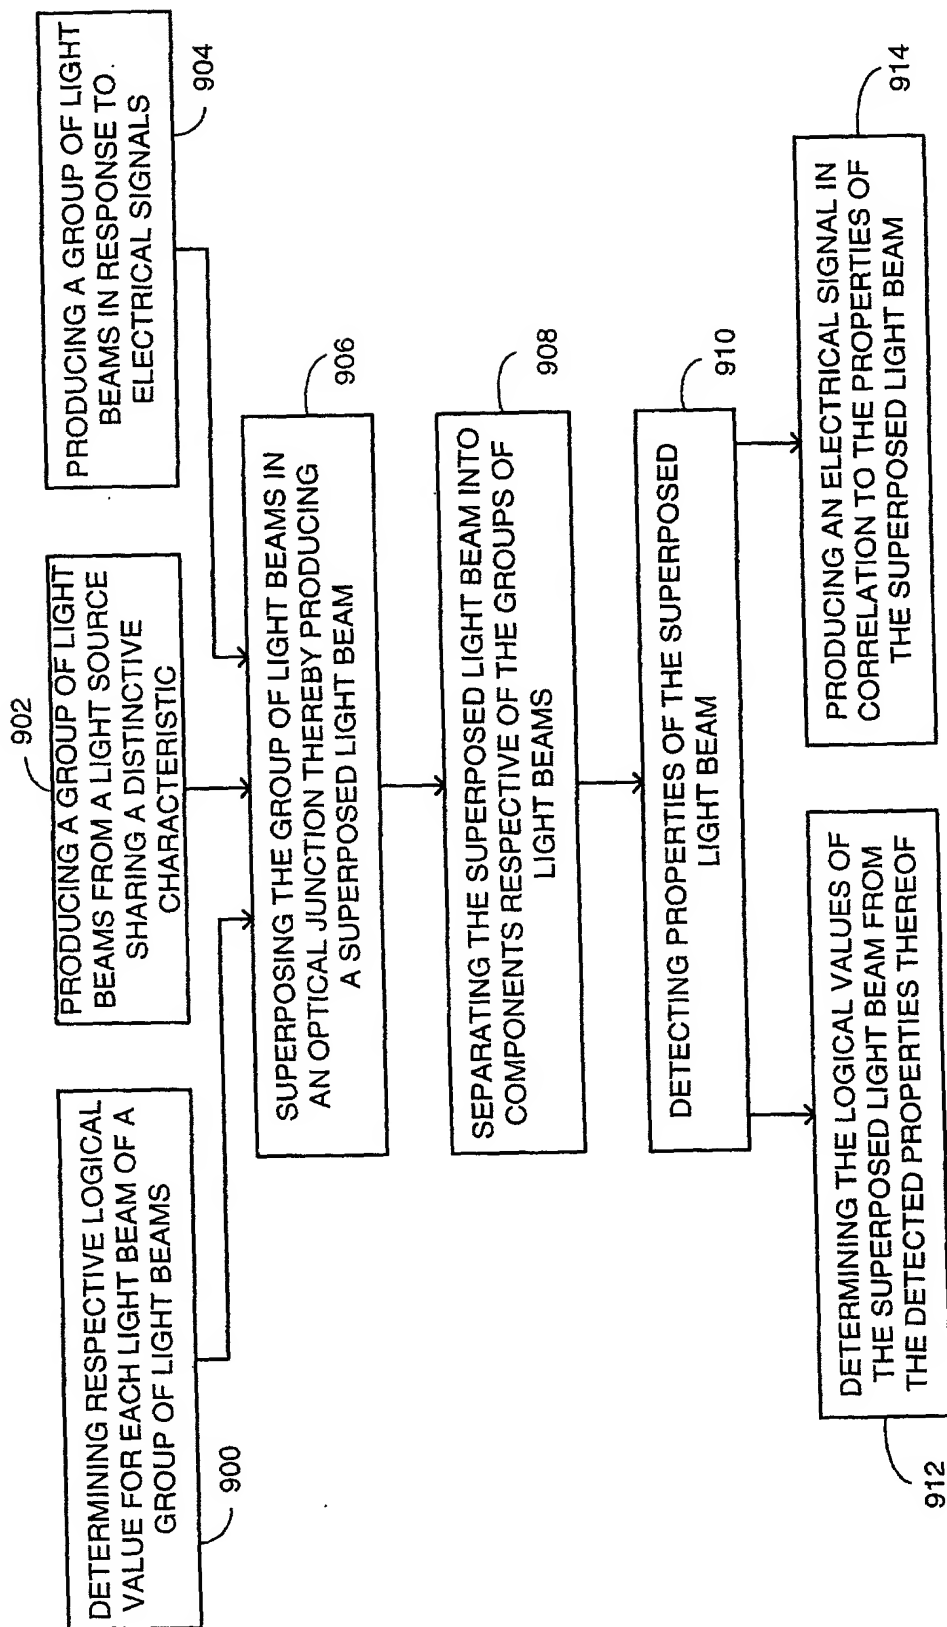 DETERMINING RESPECTIVE LOGICAL
VALUE FOR EACH LIGHT BEAM OF A
GROUP OF LIGHT BEAMS
900
902
PRODUCING A GROUP OF LIGHT
BEAMS FROM A LIGHT SOURCE
SHARING A DISTINCTIVE
CHARACTERISTIC
PRODUCING A GROUP OF LIGHT
BEAMS IN RESPONSE TO.
ELECTRICAL SIGNALS
904
SUPERPOSING THE GROUP OF LIGHT BEAMS IN
AN OPTICAL JUNCTION THEREBY PRODUCING
A SUPERPOSED LIGHT BEAM
906
SEPARATING THE SUPERPOSED LIGHT BEAM INTO
COMPONENTS RESPECTIVE OF THE GROUPS OF
LIGHT BEAMS
908
DETECTING PROPERTIES OF THE SUPERPOSED
LIGHT BEAM
910
DETERMINING THE LOGICAL VALUES OF
THE SUPERPOSED LIGHT BEAM FROM
THE DETECTED PROPERTIES THEREOF
912
PRODUCING AN ELECTRICAL SIGNAL IN
CORRELATION TO THE PROPERTIES OF
THE SUPERPOSED LIGHT BEAM
914